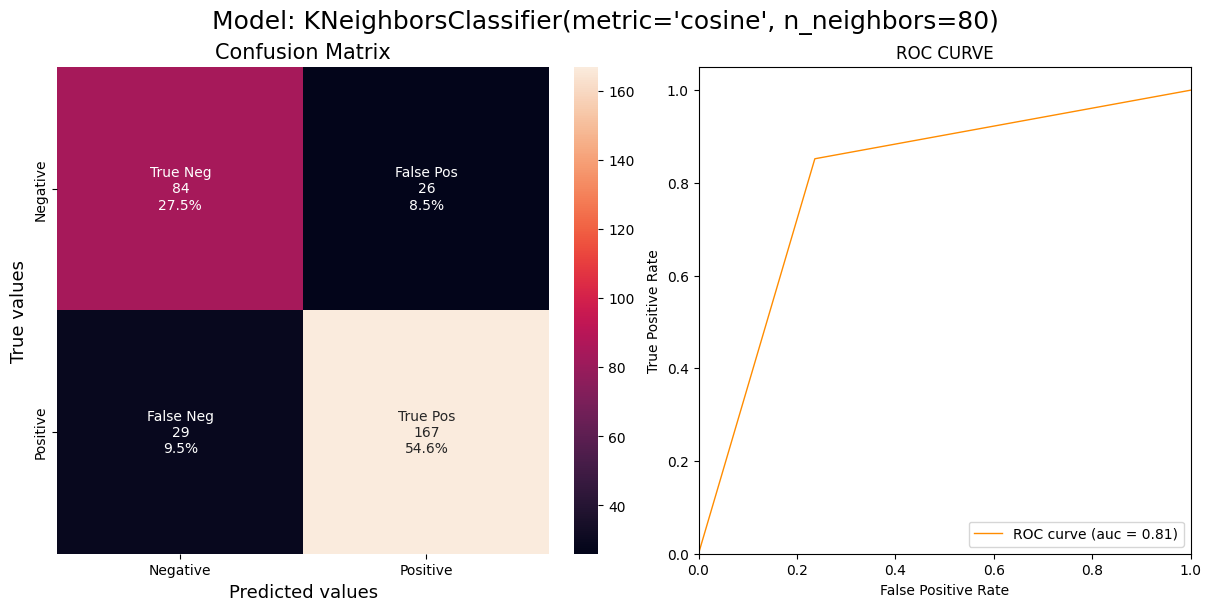 Model: KNeighborsClassifier(metric='cosine', n_neighbors=80)
Confusion Matrix
True values
Negative
Positive
True Neg
84
27.5%
False Pos
26
8.5%
False Neg
29
9.5%
True Pos
167
54.6%
Negative
Positive
Predicted values
160
140
120
100
80
60
40
ROC CURVE
True Positive Rate
1.0
0.8
0.6
0.4
0.2
0.0
ROC curve (auc = 0.81)
0.0 0.2 0.4 0.6 0.8 1.0
False Positive Rate